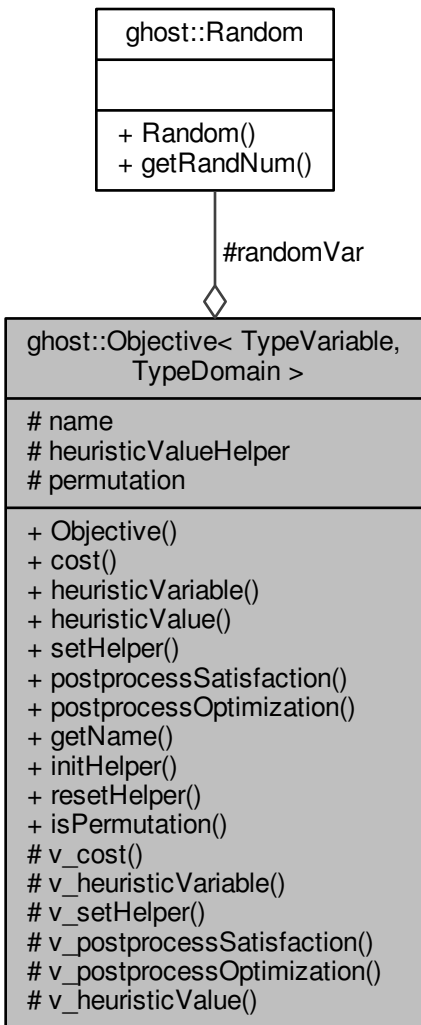 ghost::Random
+ Random()
+ getRandNum()
#randomVar
ghost::Objective< TypeVariable,
TypeDomain >
# name
# heuristicValueHelper
# permutation
+ Objective()
+ cost()
+ heuristicVariable()
+ heuristicValue()
+ setHelper()
+ postprocessSatisfaction()
+ postprocessOptimization()
+ getName()
+ initHelper()
+ resetHelper()
+ isPermutation()
# v_cost()
# v_heuristicVariable()
# v_setHelper()
# v_postprocessSatisfaction()
# v_postprocessOptimization()
# v_heuristicValue()